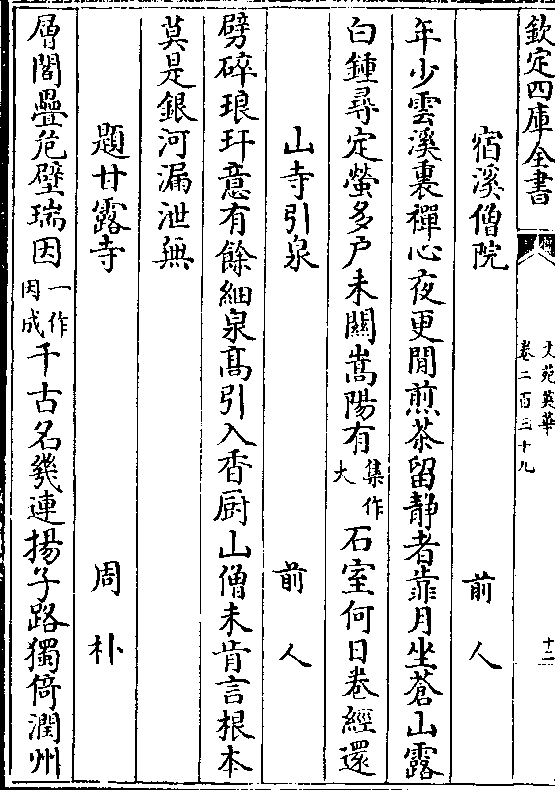 欽定四庫全書
文苑英華
卷二百三十九
十二
宿溪僧院
前人
年少雲溪裏禪心夜更閒煎茶留静者靠月坐蒼山露
白鍾尋定螢多户未關嵩陽有集作大石室何日卷經還
山寺引泉
前人
劈碎琅玕意有餘細泉髙引入香厨山僧未肯言根本
莫是銀河漏泄無
題甘露寺
周朴
層閣疊危壁瑞因一作因成千古名幾連揚子路獨倚潤州